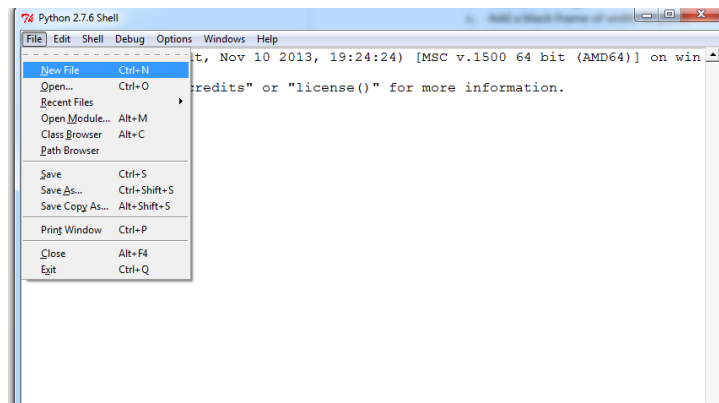 Python 2.7.6 Shell
File Edit Shell Debug Options Windows Help
t, Nov 10 2013, 19:24:24) [MSC v.1500 64 bit (AMD64)] on win
New File Ctrl+N
Open... Ctrl+O
redits" or "license()" for more information.
Recent Files
Open Module... Alt+M
Class Browser Alt+C
Path Browser
Save Ctrl+S
Save As... Ctrl+Shift+S
Save Copy As... Alt+Shift+S
Print Window Ctrl+P
Close Alt+F4
Exit Ctrl+Q